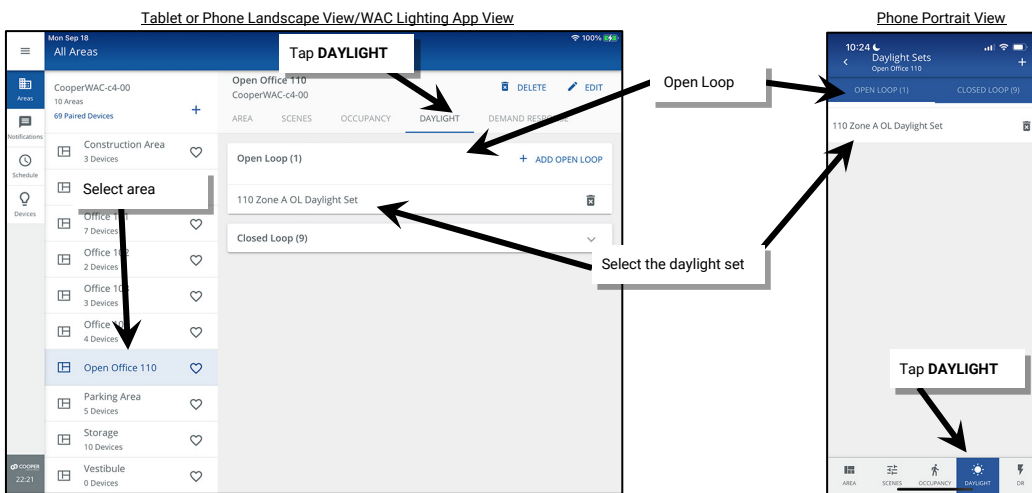 Tablet or Phone Landscape View/WAC Lighting App View
Phone Portrait View
Mon Sep 18
100%
All Areas
Tap DAYLIGHT
Areas
Notifications
Schedule
Devices
COOPER
22:21
CooperWAC-c4-00
10 Areas
69 Paired Devices
+
Construction Area
3 Devices
Select area
7 Devices
Office
2 Devices
Office
3 Devices
Office
4 Devices
Open Office 110
Parking Area
5 Devices
Storage
10 Devices
Vestibule
0 Devices
Open Office 110
CooperWAC-c4-00
DELETE
EDIT
AREA SCENES OCCUPANCY DAYLIGHT DEMAND RESPONSE
Open Loop (1)
+ ADD OPEN LOOP
110 Zone A OL Daylight Set
Closed Loop (9)
Open Loop
Select the daylight set
10:24
Daylight Sets
Open Office 110
+
OPEN LOOP (1) CLOSED LOOP (9)
110 Zone A OL Daylight Set
Tap DAYLIGHT
AREA SCENES OCCUPANCY DAYLIGHT DR